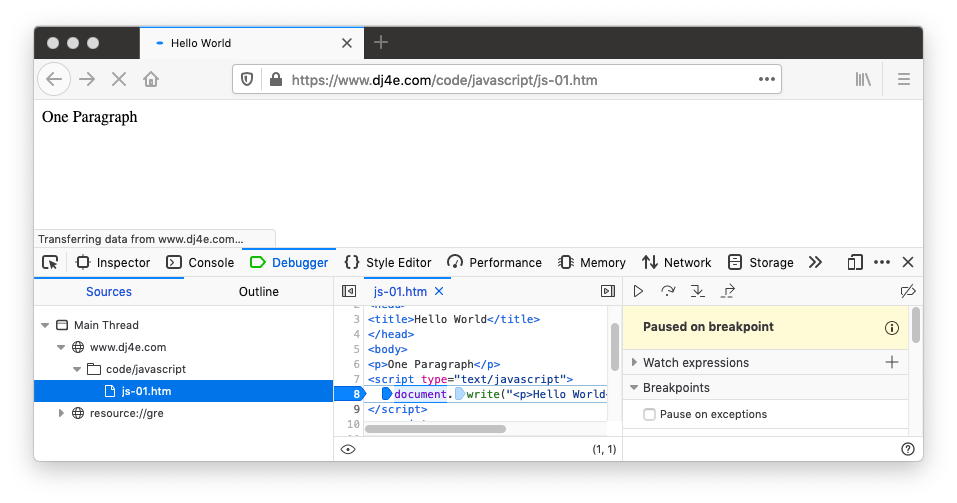 Hello World
https://www.dj4e.com/code/javascript/js-01.htm
One Paragraph
Transferring data from www.dj4e.com...
Inspector Console Debugger Style Editor Performance Memory Network Storage
Sources Outline js-01.htm
Main Thread
www.dj4e.com
code/javascript
js-01.htm
resource://gre
2 <head>
3 <title>Hello World</title>
4 </head>
5 <body>
6 <p>One Paragraph</p>
7 <script type="text/javascript">
8 document.write("<p>Hello World
9 </script>
10
(1, 1)
Paused on breakpoint
Watch expressions
Breakpoints
Pause on exceptions